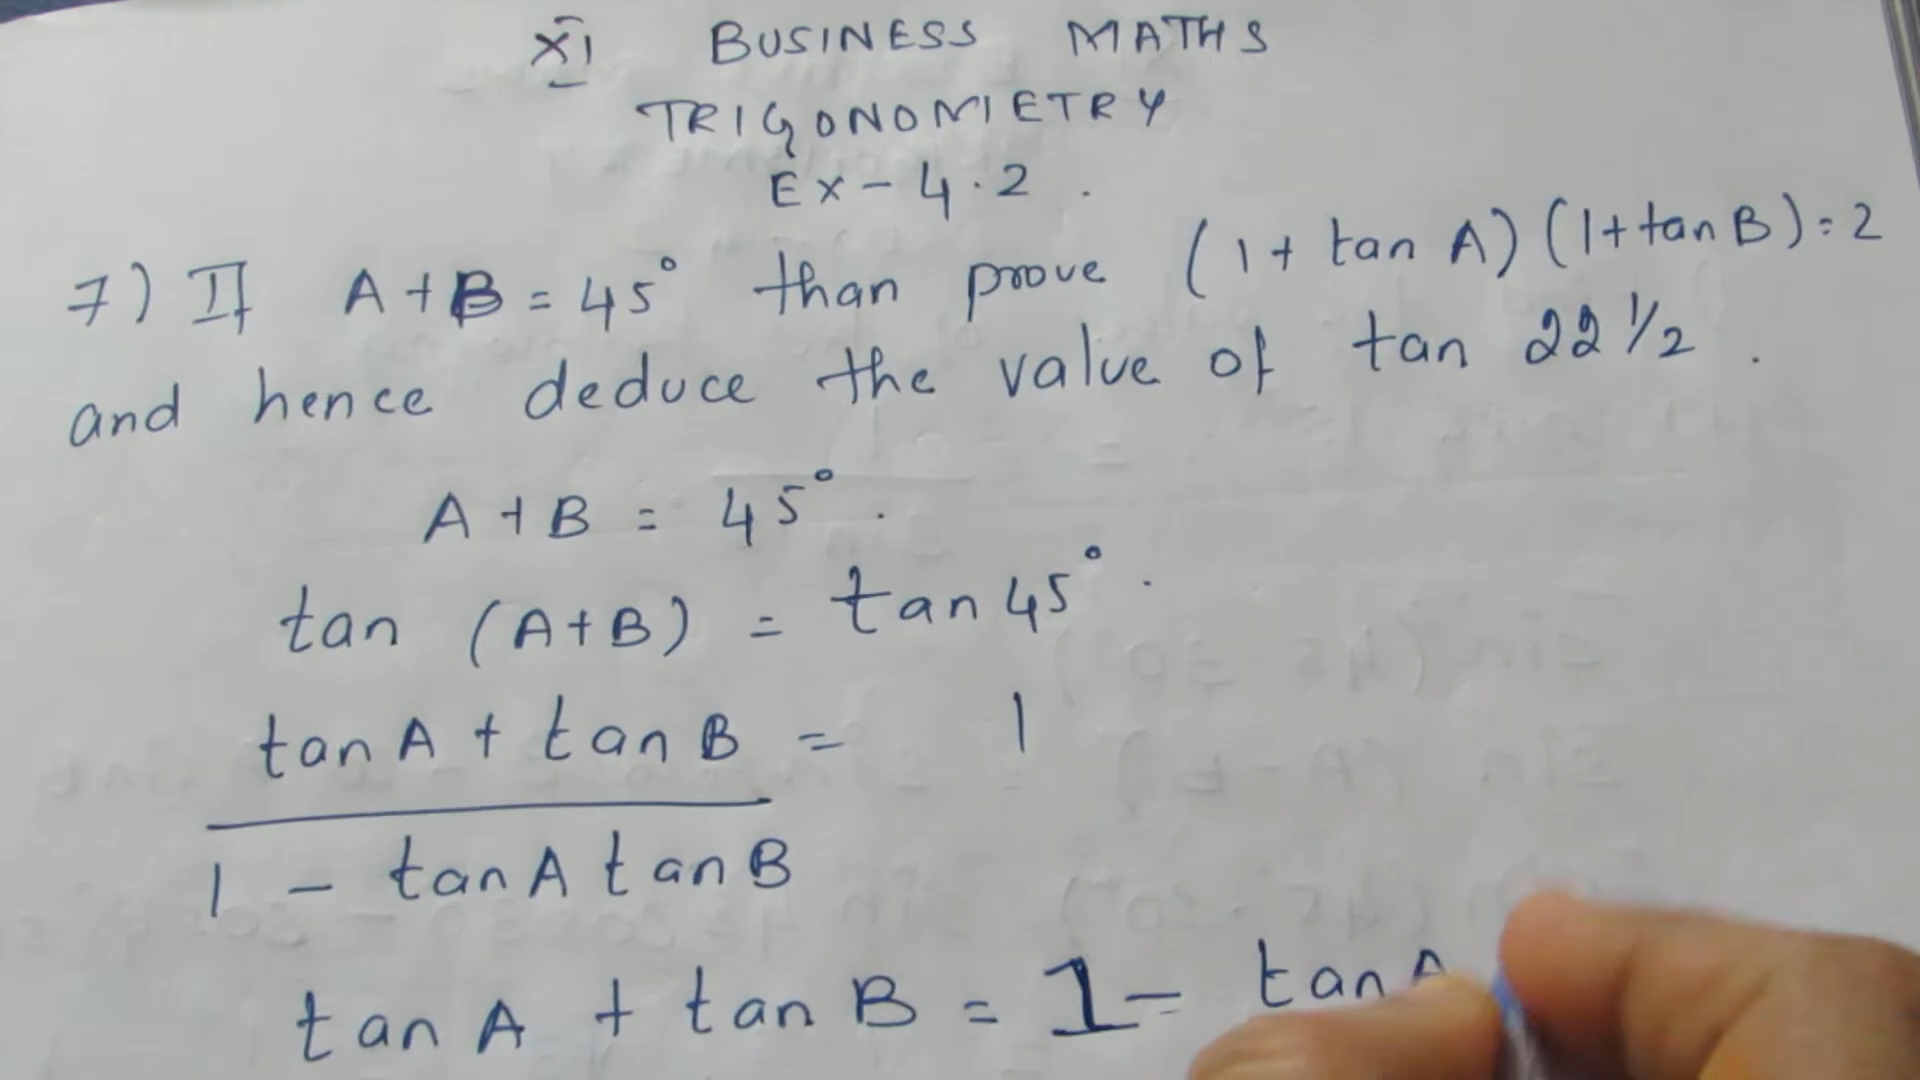 XI BUSINESS MATHS
TRIGONOMETRY
Ex - 4.2.
7) If A + B = 45° than prove (1 + tan A) (1 + tan B) = 2
and hence deduce the value of tan 22 1/2.
A + B = 45°.
tan (A + B) = tan 45°.
tan A + tan B = 1
1 - tan A tan B
tan A + tan B = 1 - tan A